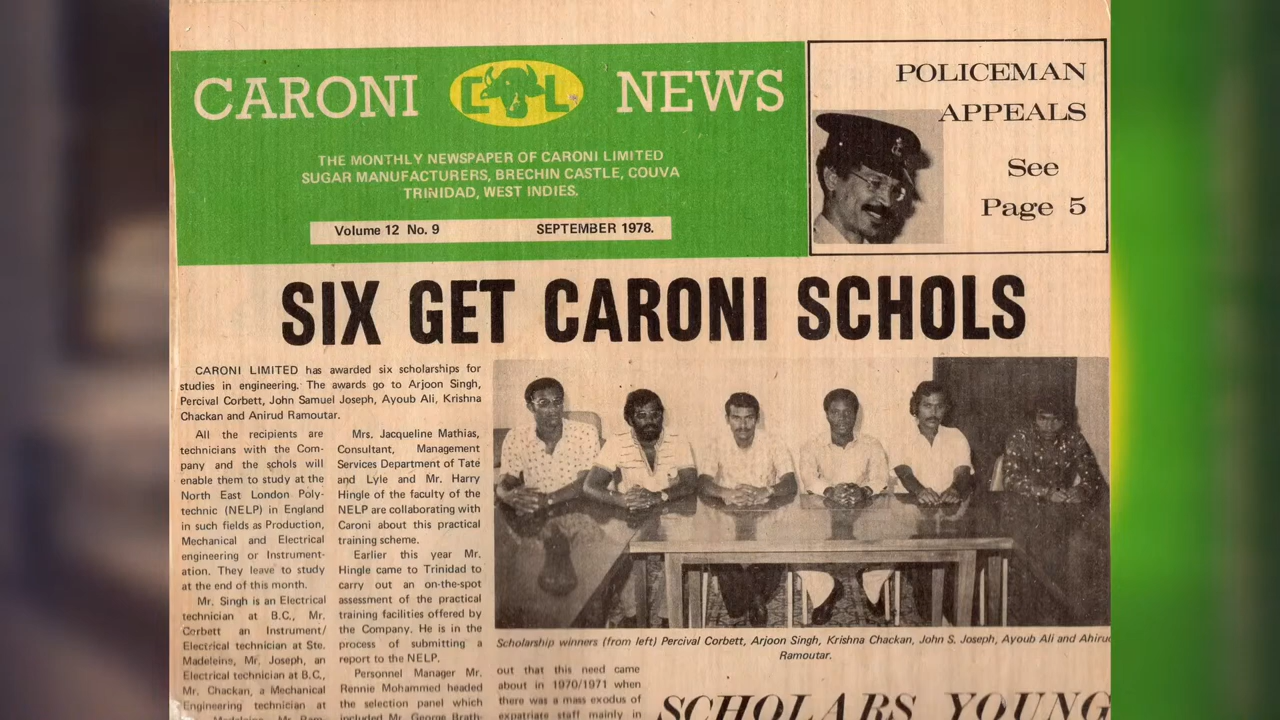 CARONI CL NEWS
THE MONTHLY NEWSPAPER OF CARONI LIMITED
SUGAR MANUFACTURERS, BRECHIN CASTLE, COUVA
TRINIDAD, WEST INDIES.
Volume 12 No. 9 SEPTEMBER 1978.
POLICEMAN
APPEALS
See
Page 5
SIX GET CARONI SCHOLS
CARONI LIMITED has awarded six scholarships for
studies in engineering. The awards go to Arjoon Singh,
Percival Corbett, John Samuel Joseph, Ayoub Ali, Krishna
Chackan and Anirud Ramoutar.
All the recipients are
technicians with the Com-
pany and the schols will
enable them to study at the
North East London Poly-
technic (NELP) in England
in such fields as Production,
Mechanical and Electrical
engineering or Instrument-
ation. They leave to study
at the end of this month.
Mr. Singh is an Electrical
technician at B.C., Mr.
Corbett an Instrument/
Electrical technician at Ste.
Madeleine, Mr. Joseph, an
Electrical technician at B.C.,
Mr. Chackan, a Mechanical
Engineering technician at
Mrs. Jacqueline Mathias,
Consultant, Management
Services Department of Tate
and Lyle and Mr. Harry
Hingle of the faculty of the
NELP are collaborating with
Caroni about this practical
training scheme.
Earlier this year Mr.
Hingle came to Trinidad to
carry out an on-the-spot
assessment of the practical
training facilities offered by
the Company. He is in the
process of submitting a
report to the NELP.
Personnel Manager Mr.
Rennie Mohammed headed
the selection panel which
included Mr. George Brath-
Scholarship winners (from left) Percival Corbett, Arjoon Singh, Krishna Chackan, John S. Joseph, Ayoub Ali and
Ramoutar.
out that this need came
about in 1970/1971 when
there was a mass exodus of
expatriate staff mainly in
SCHOLARS YOUNG